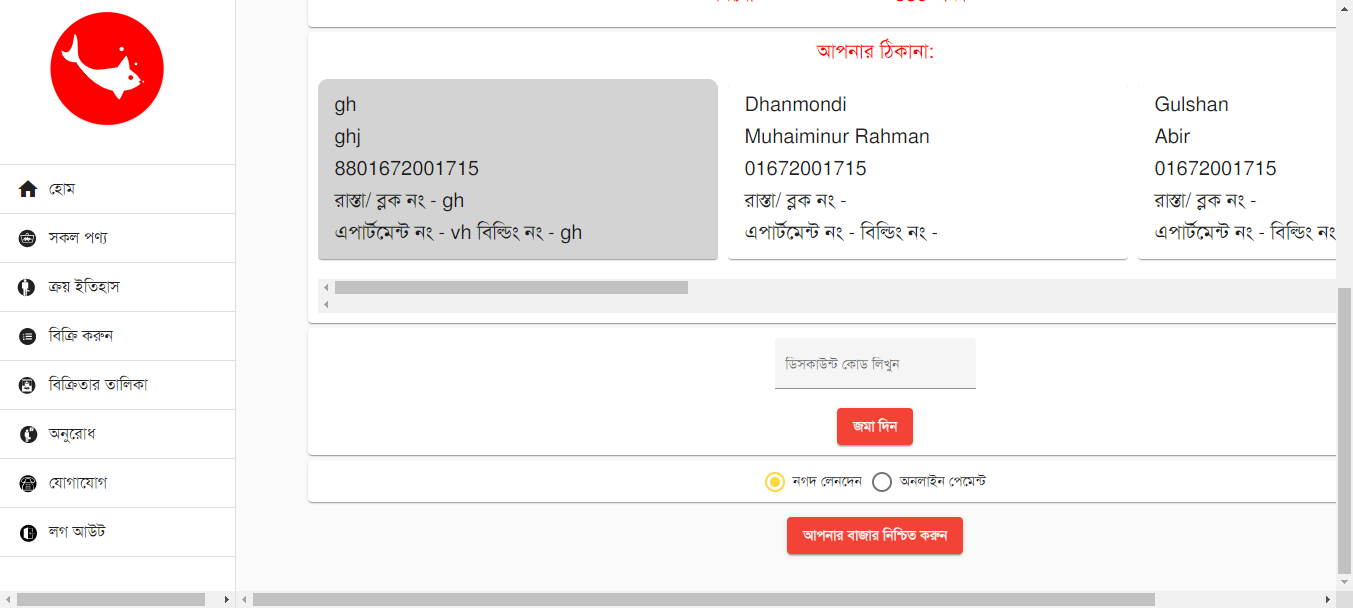 হোম
সকল পণ্য
ক্রয় ইতিহাস
বিক্রি করুন
বিক্রিতার তালিকা
অনুরোধ
যোগাযোগ
লগ আউট
আপনার ঠিকানা:
gh
ghj
8801672001715
রাস্তা/ ব্লক নং - gh
এপার্টমেন্ট নং - vh বিল্ডিং নং - gh
Dhanmondi
Muhaiminur Rahman
01672001715
রাস্তা/ ব্লক নং -
এপার্টমেন্ট নং - বিল্ডিং নং -
Gulshan
Abir
01672001715
রাস্তা/ ব্লক নং -
এপার্টমেন্ট নং - বিল্ডিং নং
ডিসকাউন্ট কোড লিখুন
জমা দিন
নগদ লেনদেন অনলাইন পেমেন্ট
আপনার বাজার নিশ্চিত করুন